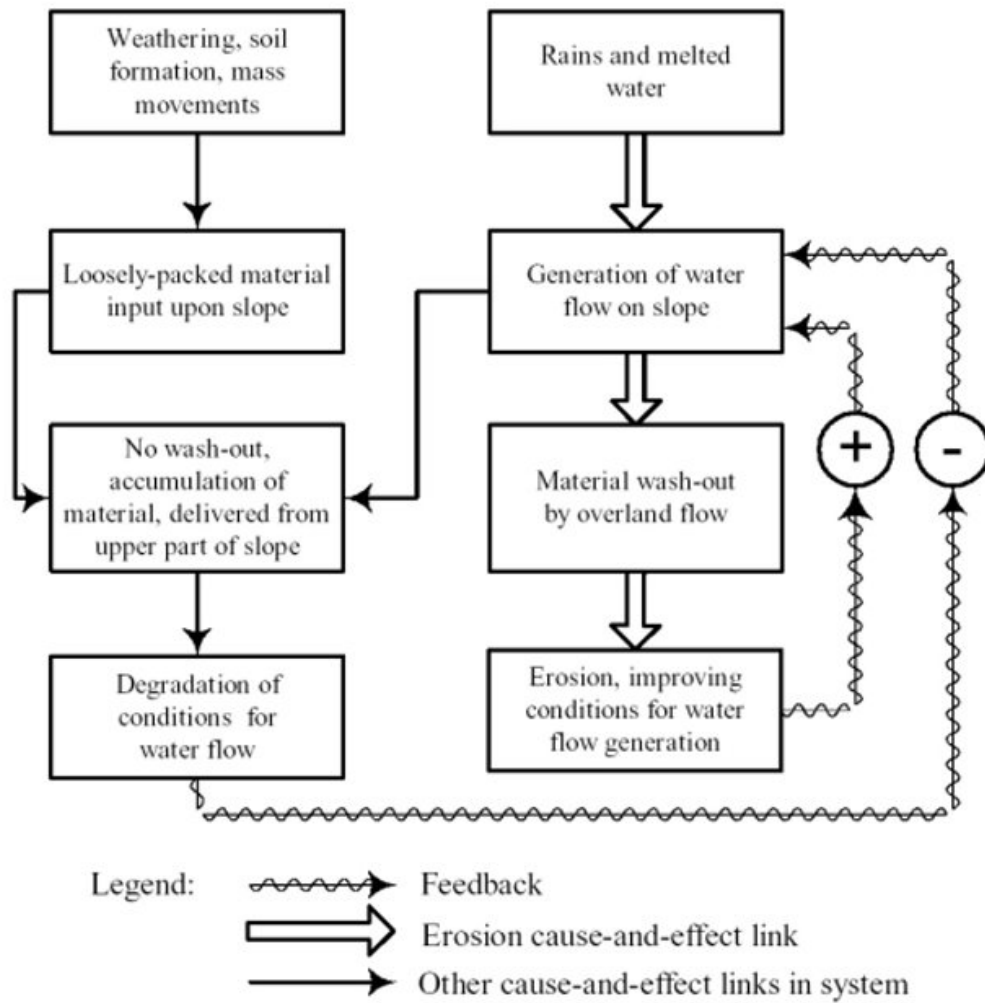 Weathering, soil
formation, mass
movements
Rains and melted
water
Loosely-packed material
input upon slope
Generation of water
flow on slope
No wash-out,
accumulation of
material, delivered from
upper part of slope
Material wash-out
by overland flow
+
-
Degradation of
conditions for
water flow
Erosion, improving
conditions for water
flow generation
Legend:
Feedback
Erosion cause-and-effect link
Other cause-and-effect links in system